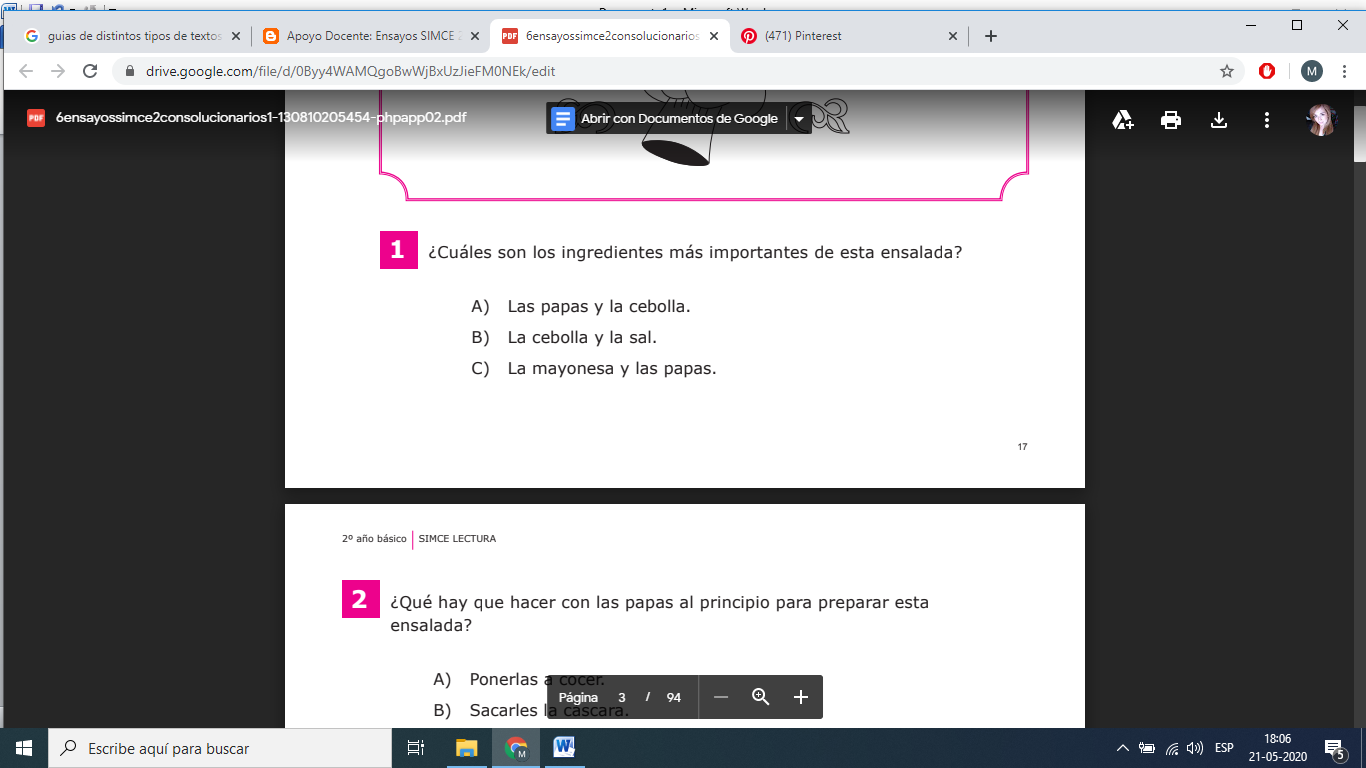 guias de distintos tipos de textos
Apoyo Docente: Ensayos SIMCE 2
6ensayossimce2consolucionarios
(471) Pinterest
drive.google.com/file/d/0Byy4WAMQgoBwWjBxUzJieFM0NEk/edit
M
PDF
6ensayossimce2consolucionarios1-130810205454-phpapp02.pdf
Abrir con Documentos de Google
1 ¿Cuáles son los ingredientes más importantes de esta ensalada?
A) Las papas y la cebolla.
B) La cebolla y la sal.
C) La mayonesa y las papas.
17
2º año básico SIMCE LECTURA
2 ¿Qué hay que hacer con las papas al principio para preparar esta
ensalada?
A) Ponerlas a cocer.
B) Sacarles la cáscara.
Página 3 / 94
Escribe aquí para buscar
ESP
18:06
21-05-2020
5